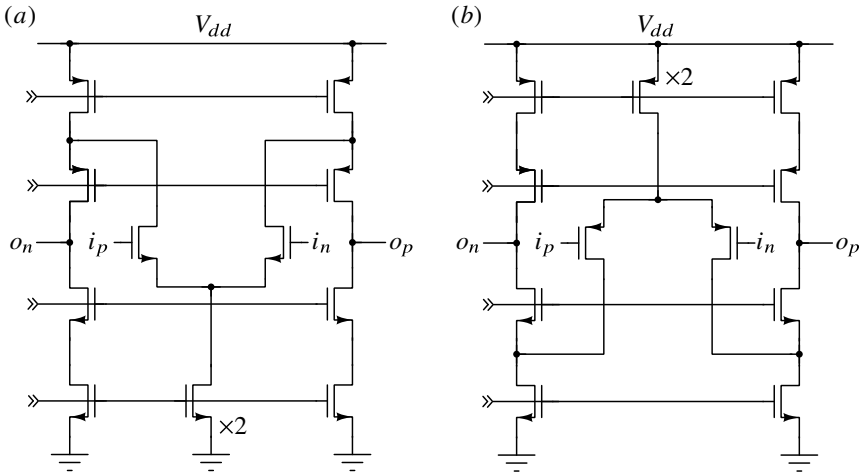 (a)
V_dd
o_n
i_p
i_n
o_p
×2
(b)
V_dd
×2
o_n
i_p
i_n
o_p